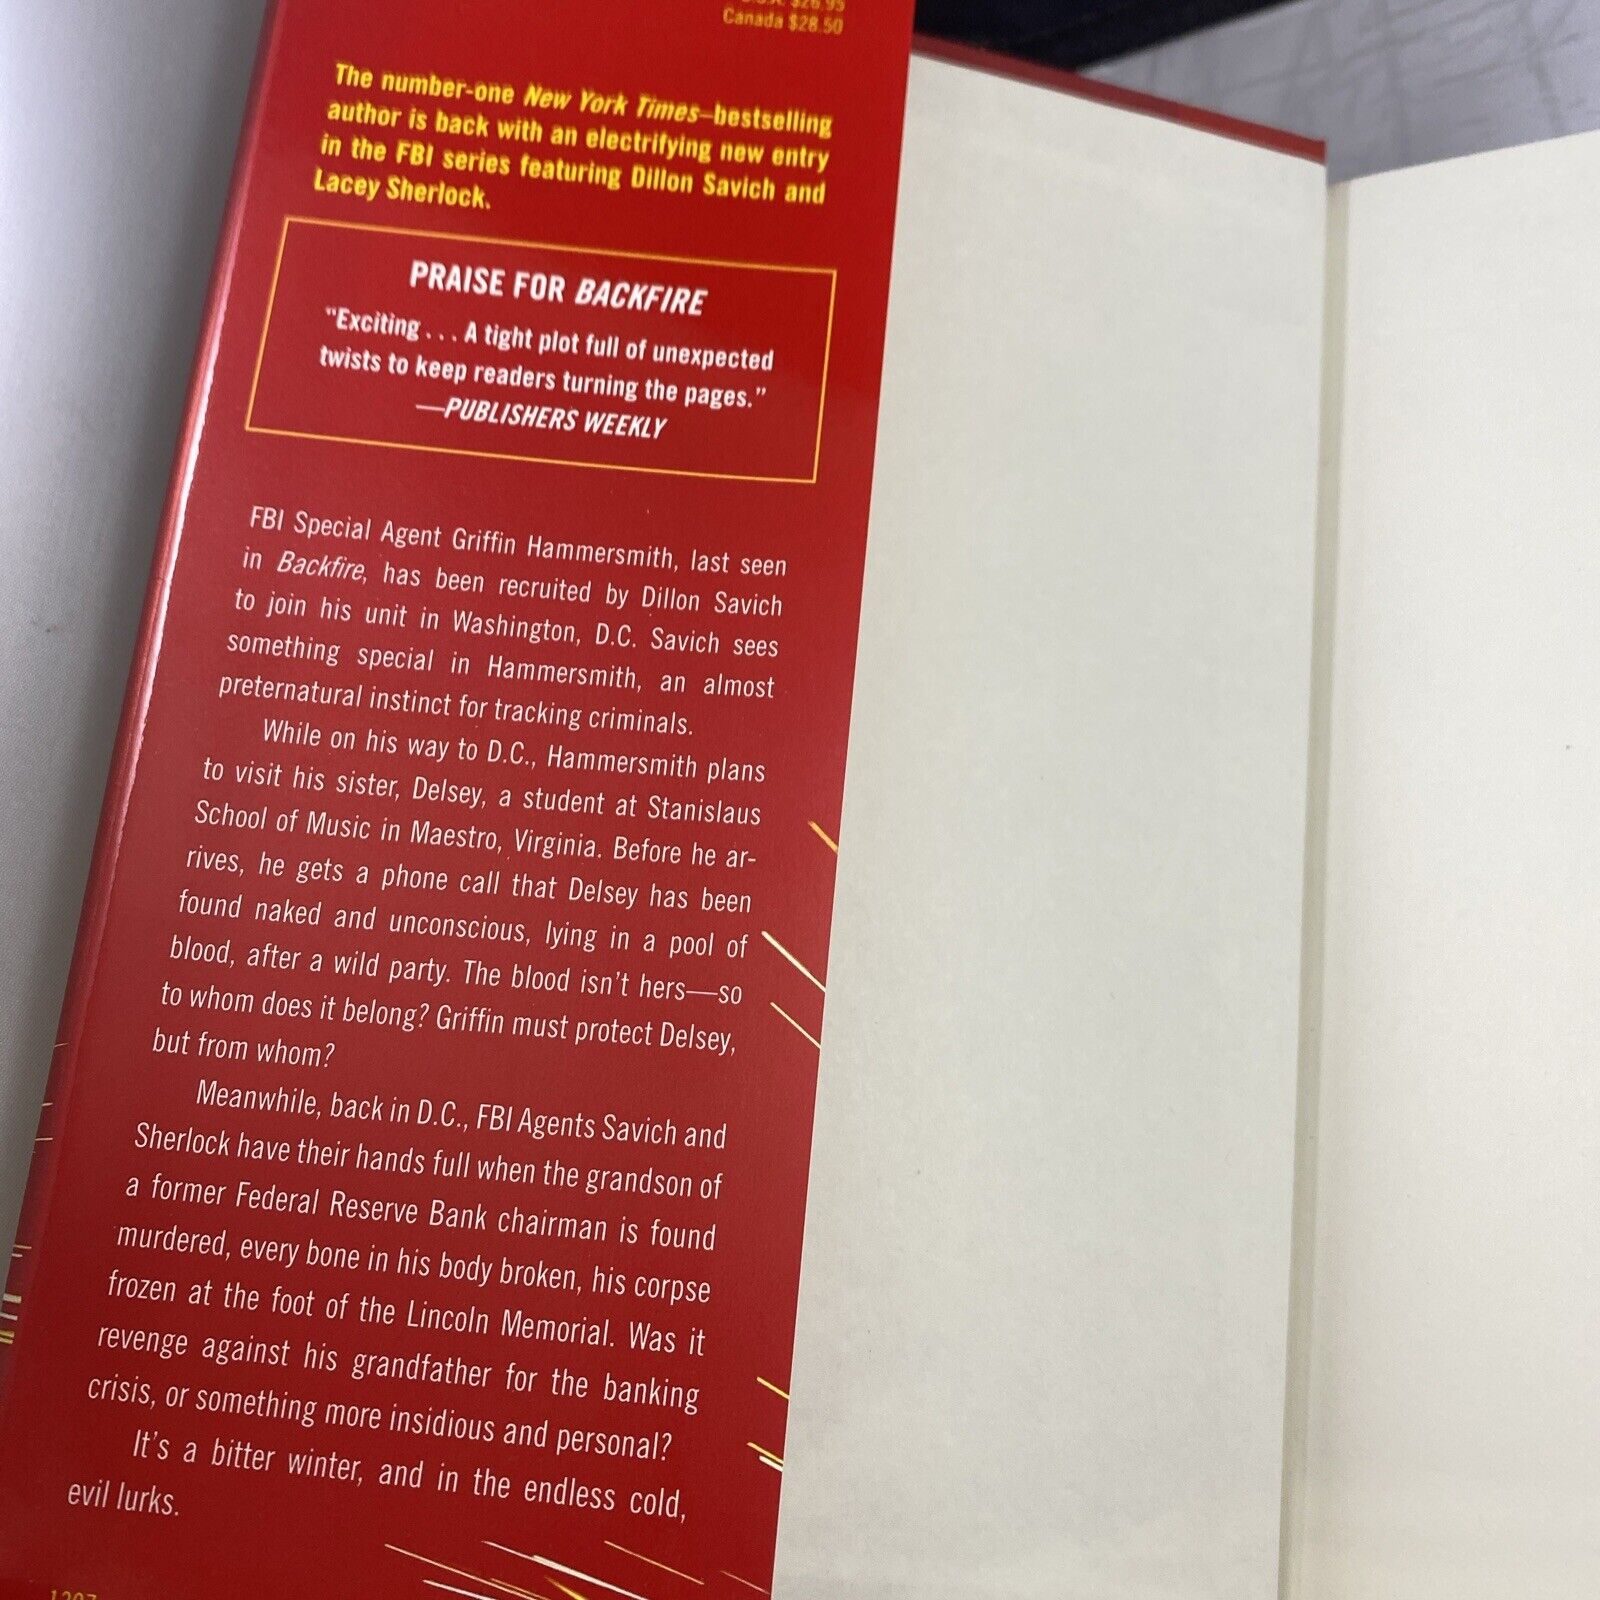 $26.95
Canada $28.50
The number-one New York Times–bestselling
author is back with an electrifying new entry
in the FBI series featuring Dillon Savich and
Lacey Sherlock.
PRAISE FOR BACKFIRE
"Exciting . . . A tight plot full of unexpected
twists to keep readers turning the pages."
—PUBLISHERS WEEKLY
FBI Special Agent Griffin Hammersmith, last seen
in Backfire, has been recruited by Dillon Savich
to join his unit in Washington, D.C. Savich sees
something special in Hammersmith, an almost
preternatural instinct for tracking criminals.
While on his way to D.C., Hammersmith plans
to visit his sister, Delsey, a student at Stanislaus
School of Music in Maestro, Virginia. Before he ar-
rives, he gets a phone call that Delsey has been
found naked and unconscious, lying in a pool of
blood, after a wild party. The blood isn't hers—so
to whom does it belong? Griffin must protect Delsey,
but from whom?
Meanwhile, back in D.C., FBI Agents Savich and
Sherlock have their hands full when the grandson of
a former Federal Reserve Bank chairman is found
murdered, every bone in his body broken, his corpse
frozen at the foot of the Lincoln Memorial. Was it
revenge against his grandfather for the banking
crisis, or something more insidious and personal?
It's a bitter winter, and in the endless cold,
evil lurks.